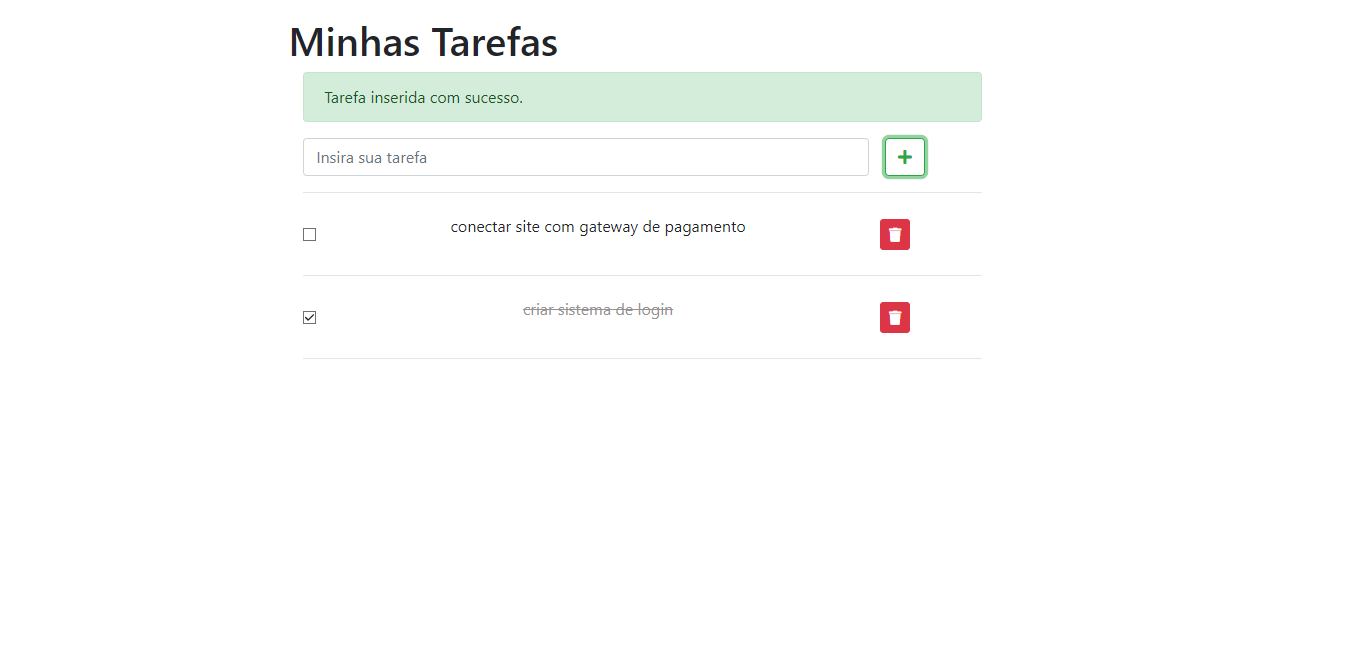 Minhas Tarefas
Tarefa inserida com sucesso.
Insira sua tarefa
conectar site com gateway de pagamento
criar sistema de login